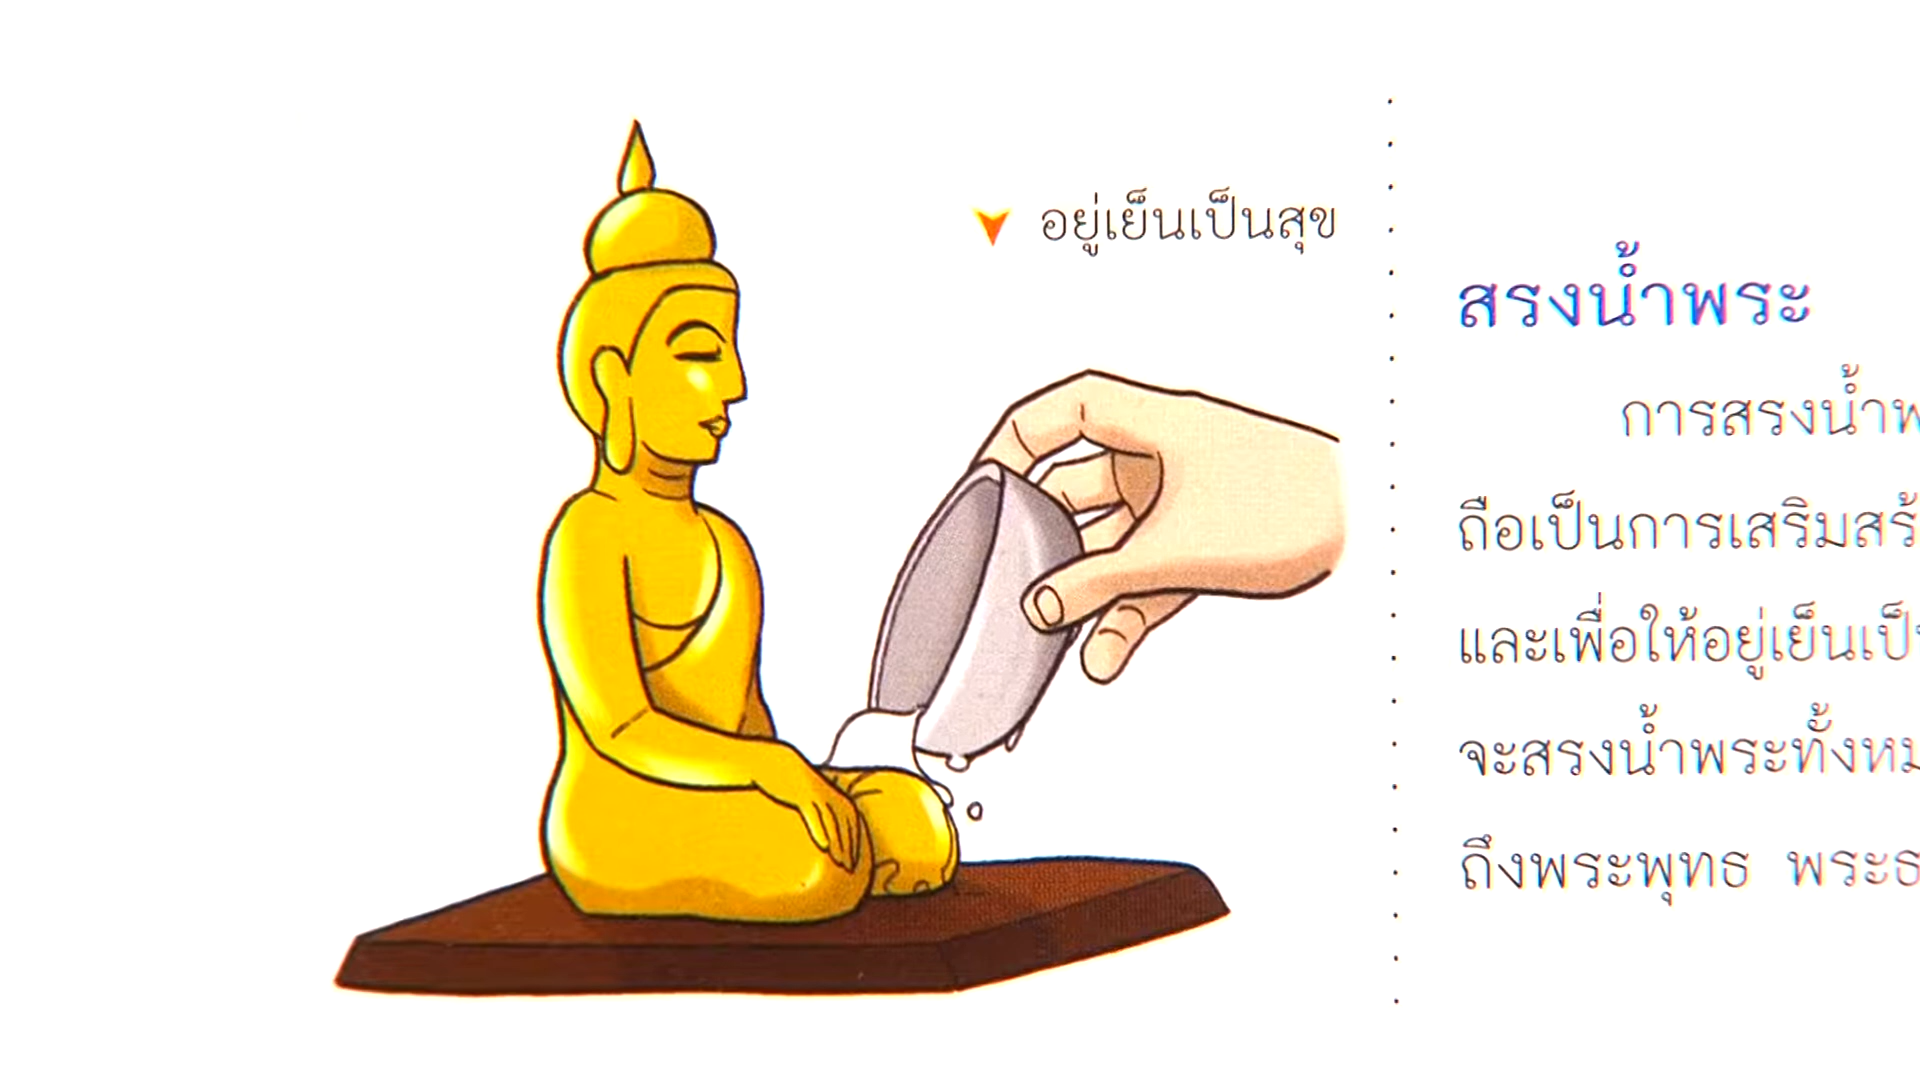 อยู่เย็นเป็นสุข
สรงน้ำพระ
การสรงน้ำพ
ถือเป็นการเสริมสร้
และเพื่อให้อยู่เย็นเป็
จะสรงน้ำพระทั้งหม
ถึงพระพุทธ พระธ